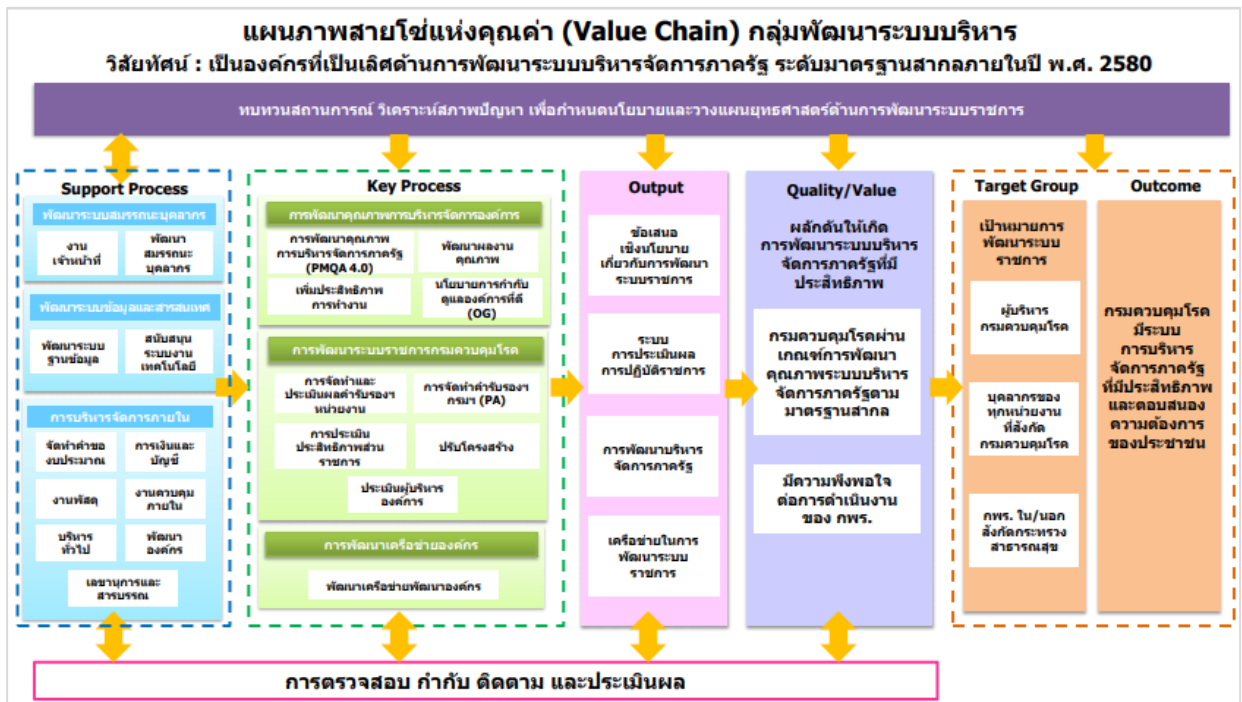 แผนภาพสายโซ่แห่งคุณค่า (Value Chain) กลุ่มพัฒนาระบบบริหาร
วิสัยทัศน์ : เป็นองค์กรที่เป็นเลิศด้านการพัฒนาระบบบริหารจัดการภาครัฐ ระดับมาตรฐานสากลภายในปี พ.ศ. 2580
ทบทวนสถานการณ์ วิเคราะห์สภาพปัญหา เพื่อกำหนดนโยบายและวางแผนยุทธศาสตร์ด้านการพัฒนาระบบราชการ
Support Process
พัฒนาระบบสมรรถนะบุคลากร
งาน
เจ้าหน้าที่
พัฒนา
สมรรถนะ
บุคลากร
พัฒนาระบบข้อมูลและสารสนเทศ
พัฒนาระบบ
ฐานข้อมูล
สนับสนุน
ระบบงาน
เทคโนโลยี
การบริหารจัดการภายใน
จัดทำคำขอ
งบประมาณ
การเงินและ
บัญชี
งานพัสดุ
งานควบคุม
ภายใน
บริหาร
ทั่วไป
พัฒนา
องค์กร
เลขานุการและ
สารบรรณ
Key Process
การพัฒนาคุณภาพการบริหารจัดการองค์การ
การพัฒนาคุณภาพ
การบริหารจัดการภาครัฐ
(PMQA 4.0)
พัฒนาผลงาน
คุณภาพ
เพิ่มประสิทธิภาพ
การทำงาน
นโยบายการกำกับ
ดูแลองค์การที่ดี
(OG)
การพัฒนาระบบราชการกรมควบคุมโรค
การจัดทำและ
ประเมินผลคำรับรองฯ
หน่วยงาน
การจัดทำคำรับรองฯ
กรมฯ (PA)
การประเมิน
ประสิทธิภาพส่วน
ราชการ
ปรับโครงสร้าง
ประเมินผู้บริหาร
องค์การ
การพัฒนาเครือข่ายองค์กร
พัฒนาเครือข่ายพัฒนาองค์กร
Output
ข้อเสนอ
เชิงนโยบาย
เกี่ยวกับการพัฒนา
ระบบราชการ
ระบบ
การประเมินผล
การปฏิบัติราชการ
การพัฒนาบริหาร
จัดการภาครัฐ
เครือข่ายในการ
พัฒนาระบบ
ราชการ
Quality/Value
ผลักดันให้เกิด
การพัฒนาระบบบริหาร
จัดการภาครัฐที่มี
ประสิทธิภาพ
กรมควบคุมโรคผ่าน
เกณฑ์การพัฒนา
คุณภาพระบบบริหาร
จัดการภาครัฐตาม
มาตรฐานสากล
มีความพึงพอใจ
ต่อการดำเนินงาน
ของ กพร.
Target Group
เป้าหมายการ
พัฒนาระบบ
ราชการ
ผู้บริหาร
กรมควบคุมโรค
บุคลากรของ
ทุกหน่วยงาน
ที่สังกัด
กรมควบคุมโรค
กพร. ใน/นอก
สังกัดกระทรวง
สาธารณสุข
Outcome
กรมควบคุมโรค
มีระบบ
การบริหาร
จัดการภาครัฐ
ที่มีประสิทธิภาพ
และตอบสนอง
ความต้องการ
ของประชาชน
การตรวจสอบ กำกับ ติดตาม และประเมินผล